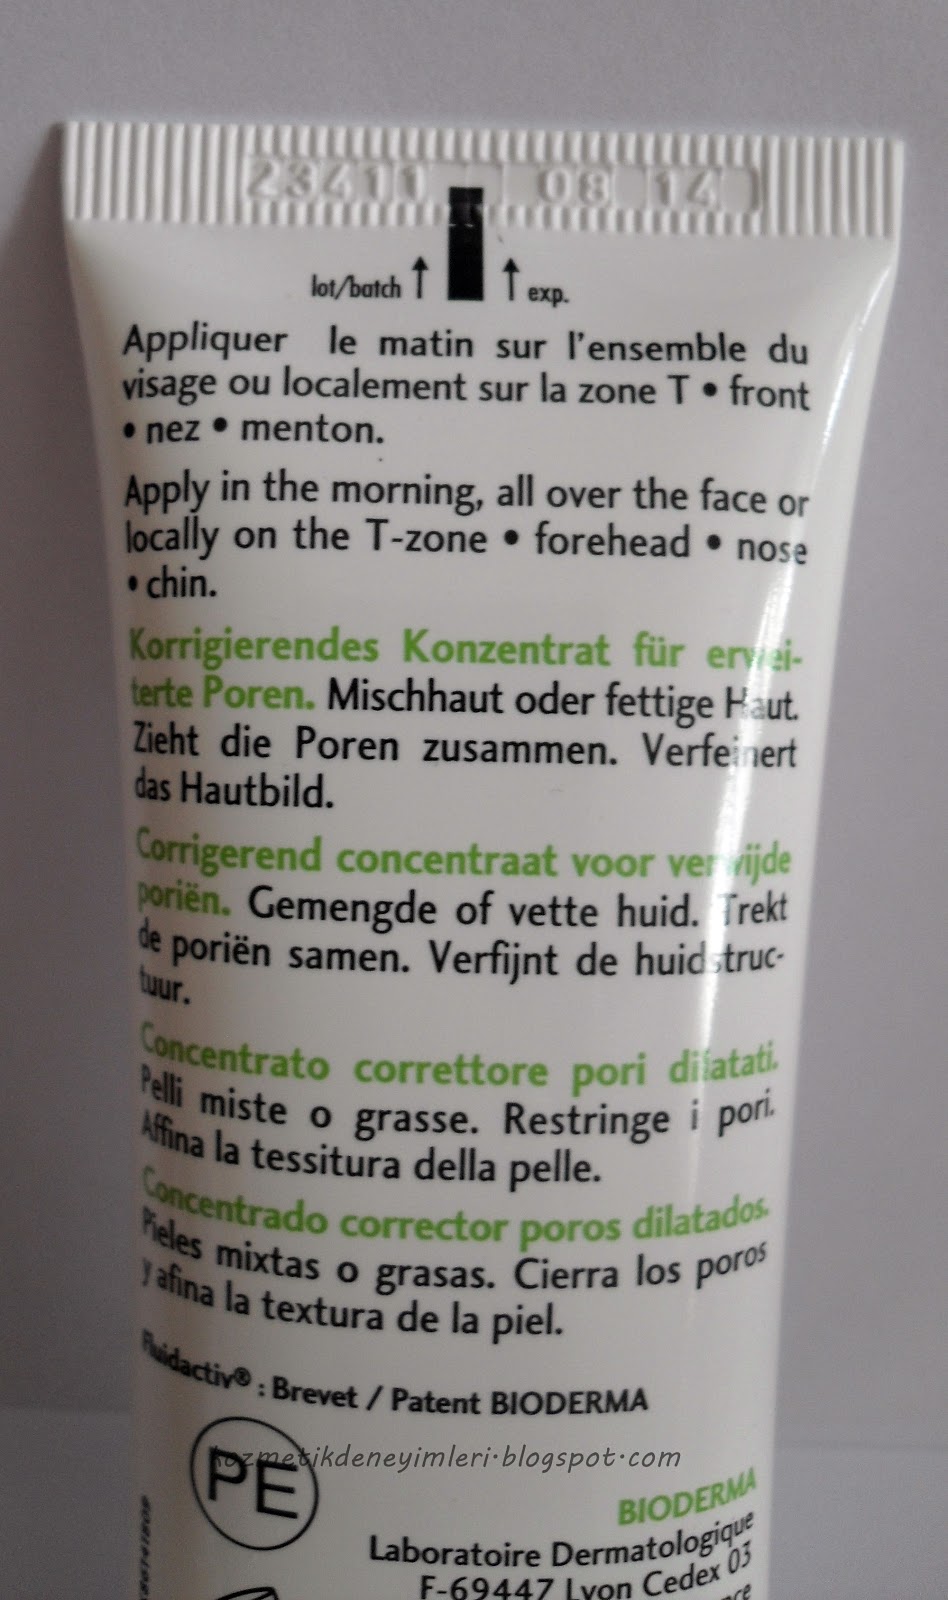 23411 08 14
lot/batch ↑ ↑ exp.
Appliquer le matin sur l'ensemble du
visage ou localement sur la zone T • front
• nez • menton.
Apply in the morning, all over the face or
locally on the T-zone • forehead • nose
• chin.
Korrigierendes Konzentrat für erwei-
terte Poren. Mischhaut oder fettige Haut.
Zieht die Poren zusammen. Verfeinert
das Hautbild.
Corrigerend concentraat voor verwijde
poriën. Gemengde of vette huid. Trekt
de poriën samen. Verfijnt de huidstruc-
tuur.
Concentrato correttore pori dilatati.
Pelli miste o grasse. Restringe i pori.
Affina la tessitura della pelle.
Concentrado corrector poros dilatados.
Pieles mixtas o grasas. Cierra los poros
y afina la textura de la piel.
Fluidactiv® : Brevet / Patent BIODERMA
kozmetikdeneyimleri·blogspot·com
PE
BIODERMA
Laboratoire Dermatologique
F-69447 Lyon Cedex 03